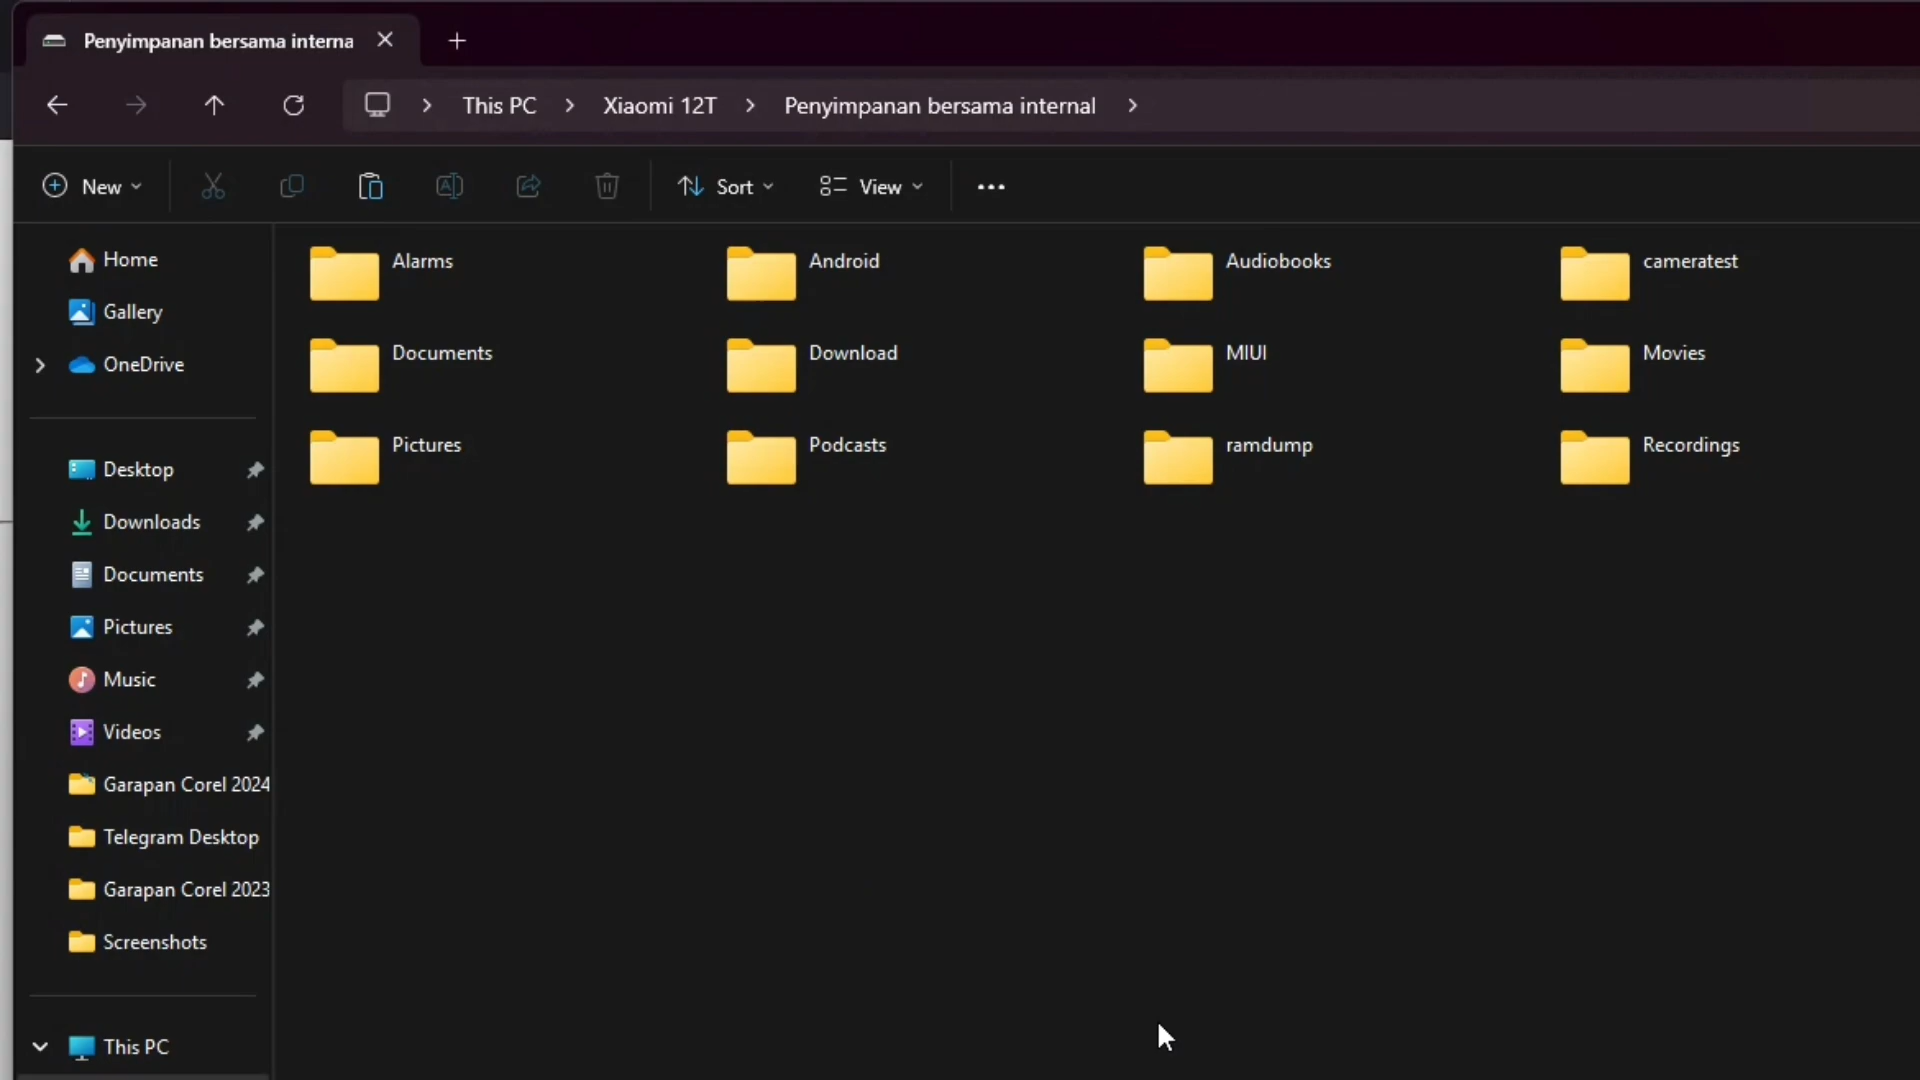 Penyimpanan bersama interna
This PC
Xiaomi 12T
Penyimpanan bersama internal
New
Sort
View
Home
Gallery
OneDrive
Desktop
Downloads
Documents
Pictures
Music
Videos
Garapan Corel 2024
Telegram Desktop
Garapan Corel 2023
Screenshots
This PC
Alarms
Android
Audiobooks
cameratest
Documents
Download
MIUI
Movies
Pictures
Podcasts
ramdump
Recordings